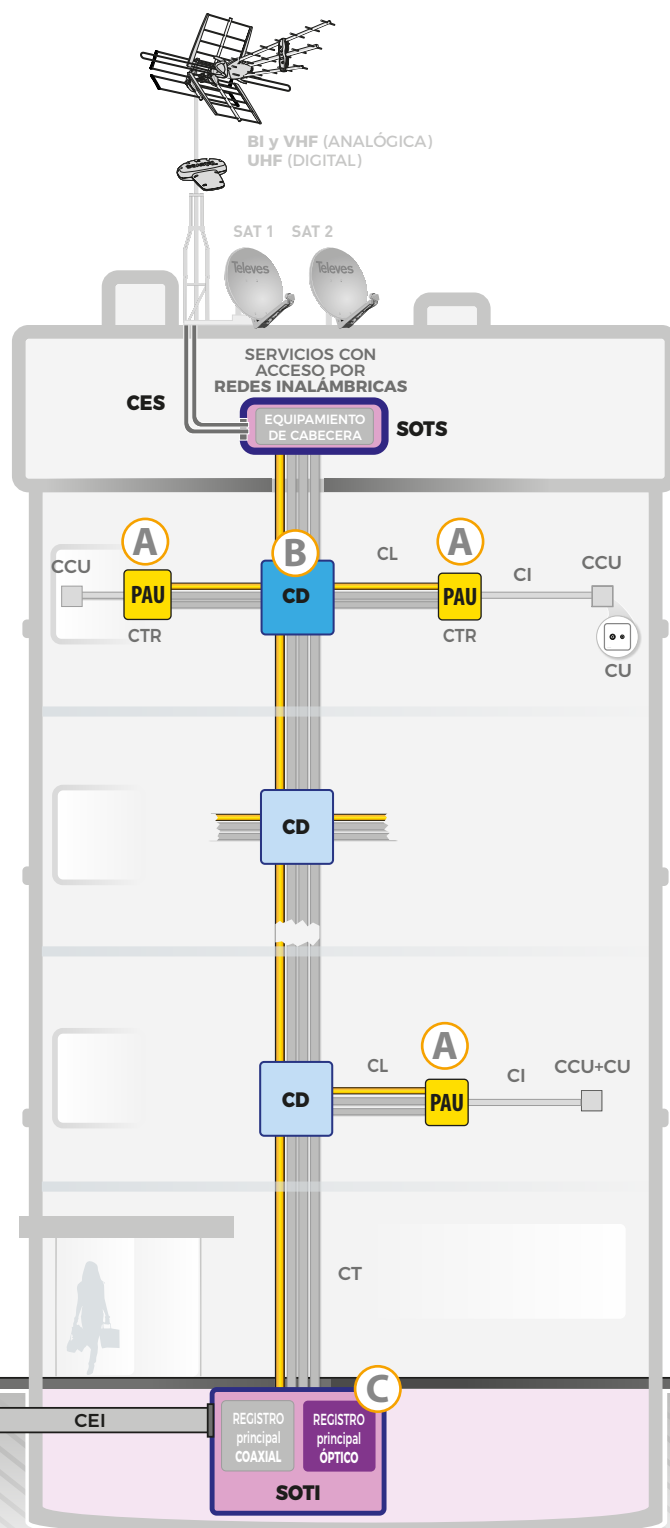 BI y VHF (ANALÓGICA)
UHF (DIGITAL)
SAT 1 SAT 2
Televes Televes
SERVICIOS CON
ACCESO POR
REDES INALÁMBRICAS
CES
EQUIPAMIENTO
DE CABECERA
SOTS
A B A
CCU PAU CD CL PAU CI CCU
CTR CTR
CU
CD
A
CD CL PAU CI CCU+CU
CT
C
CEI
REGISTRO
principal
COAXIAL
REGISTRO
principal
ÓPTICO
SOTI